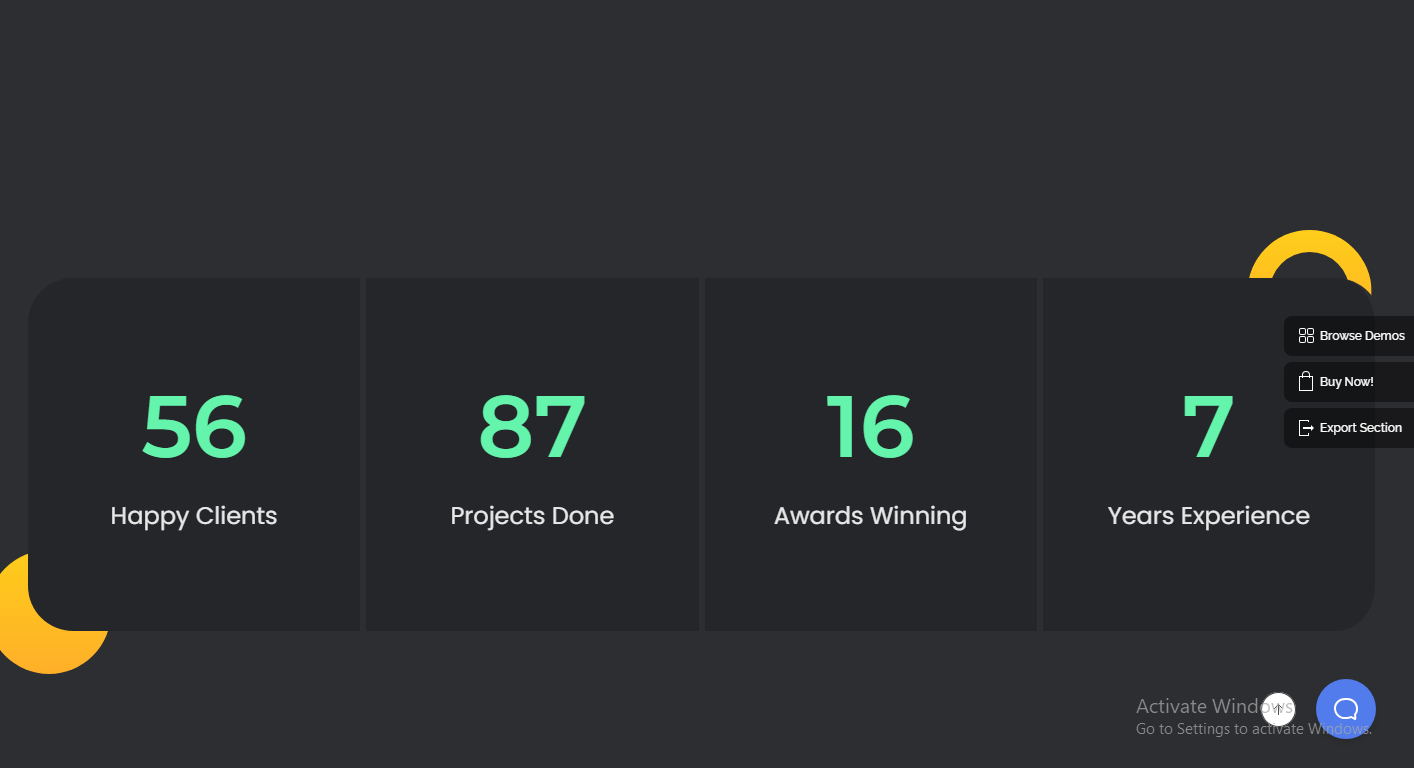 Browse Demos
Buy Now!
Export Section
56
87
16
7
Happy Clients
Projects Done
Awards Winning
Years Experience
Activate Windows
Go to Settings to activate Windows.